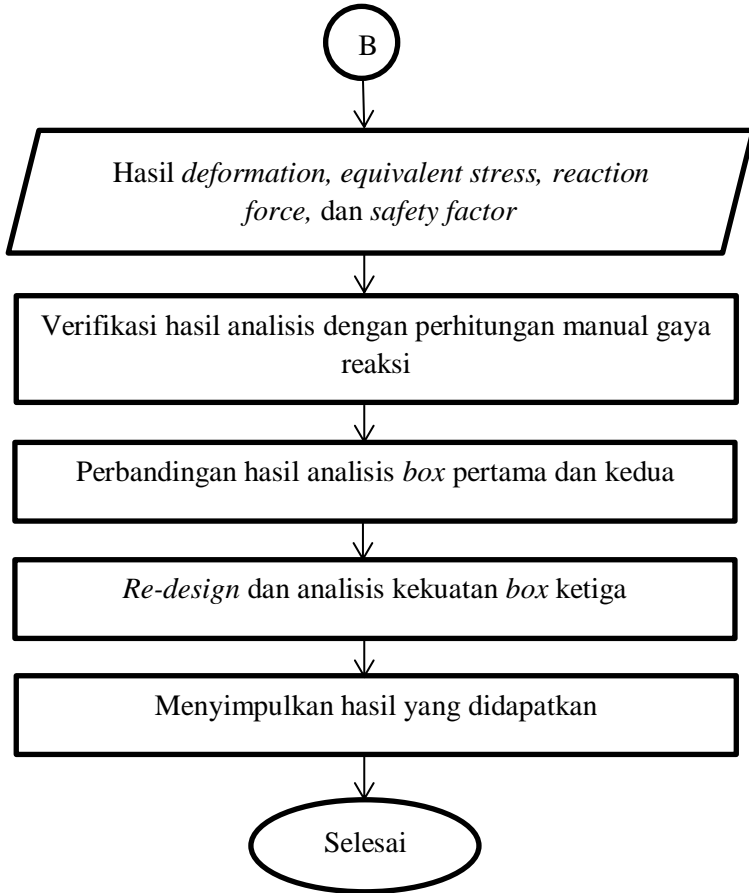 B
Hasil deformation, equivalent stress, reaction
force, dan safety factor
Verifikasi hasil analisis dengan perhitungan manual gaya
reaksi
Perbandingan hasil analisis box pertama dan kedua
Re-design dan analisis kekuatan box ketiga
Menyimpulkan hasil yang didapatkan
Selesai